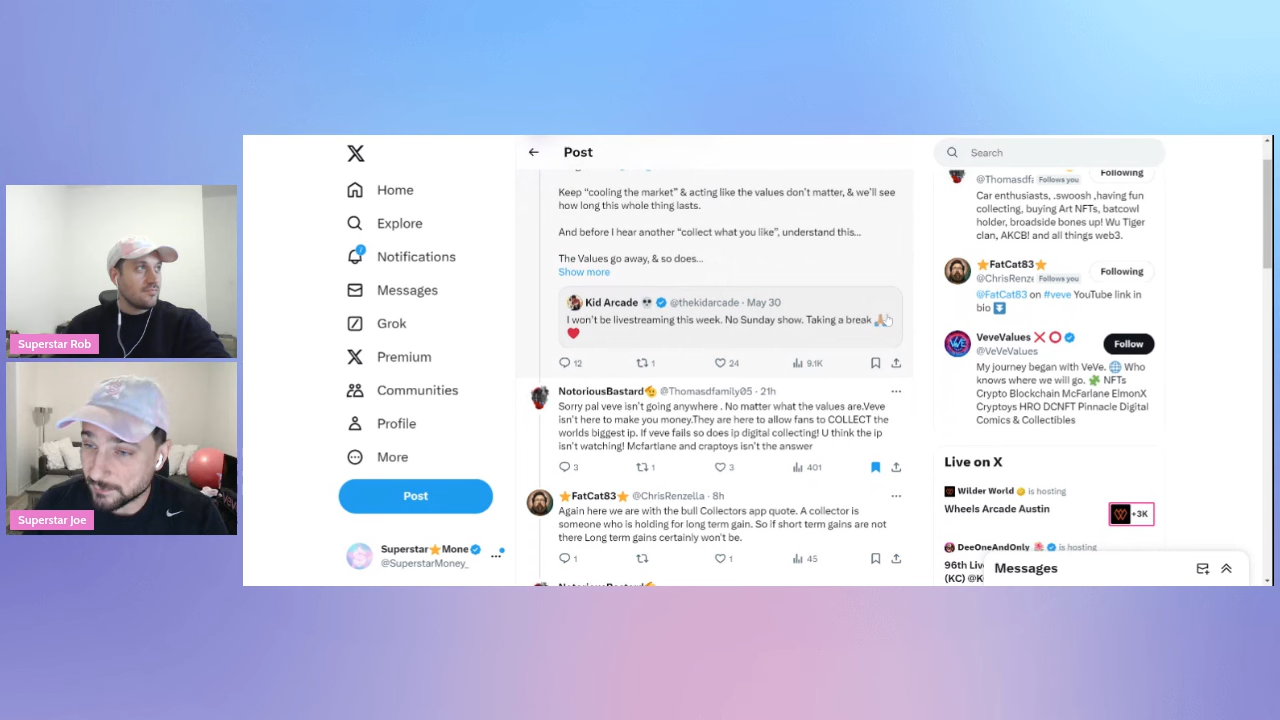 Superstar Rob
Superstar Joe
Home
Explore
7
Notifications
Messages
Grok
Premium
Communities
Profile
More
Post
Superstar⭐Mone
@SuperstarMoney_
Post
Keep “cooling the market” & acting like the values don’t matter, & we’ll see
how long this whole thing lasts.
And before I hear another “collect what you like”, understand this...
The Values go away, & so does...
Show more
Kid Arcade 💀 @thekidarcade · May 30
I won’t be livestreaming this week. No Sunday show. Taking a break 🙏🏼
❤️
12 1 24 9.1K
NotoriousBastard🫡 @Thomasdfamily05 · 21h
Sorry pal veve isn’t going anywhere . No matter what the values are.Veve
isn’t here to make you money.They are here to allow fans to COLLECT the
worlds biggest ip. If veve fails so does ip digital collecting! U think the ip
isn’t watching! Mcfartlane and craptoys isn’t the answer
3 1 3 401
⭐FatCat83⭐ @ChrisRenzella · 8h
Again here we are with the bull Collectors app quote. A collector is
someone who is holding for long term gain. So if short term gains are not
there Long term gains certainly won’t be.
1 1 45
Search
@Thomasdfa Follows you Following
Car enthusiasts, .swoosh ,having fun
collecting, buying Art NFTs, batcowl
holder, broadside bones up! Wu Tiger
clan, AKCB! and all things web3.
⭐FatCat83⭐
@ChrisRenze Follows you Following
@FatCat83 on #veve YouTube link in
bio ⬇️
VeveValues ❌ ⭕
@VeVeValues
Follow
My journey began with VeVe. 🌐 Who
knows where we will go. 🧩 NFTs
Crypto Blockchain McFarlane ElmonX
Cryptoys HRO DCNFT Pinnacle Digital
Comics & Collectibles
Live on X
Wilder World is hosting
Wheels Arcade Austin
+3K
DeeOneAndOnly is hosting
96th Liv
(KC) @K
Messages